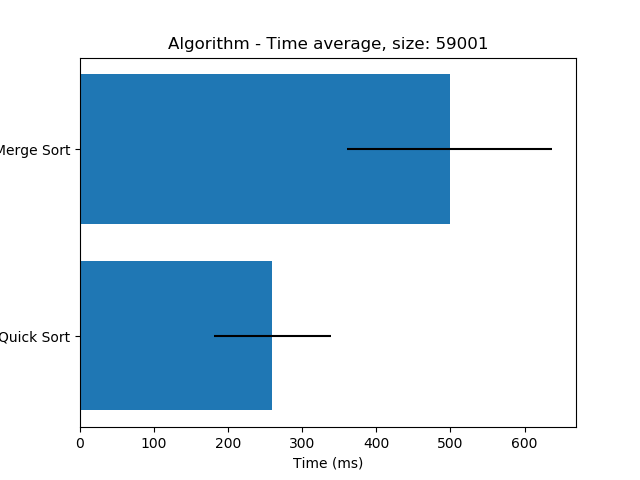 Algorithm - Time average, size: 59001
Merge Sort
Quick Sort
0 100 200 300 400 500 600
Time (ms)